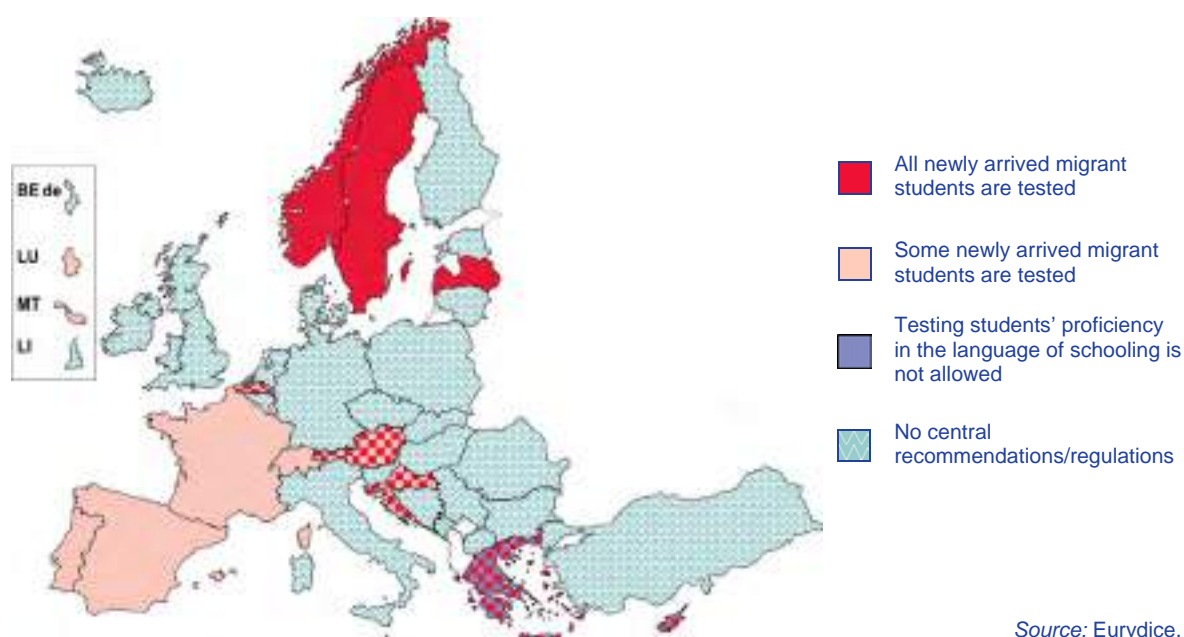 BE de
LU
MT
LI
All newly arrived migrant
students are tested
Some newly arrived migrant
students are tested
Testing students’ proficiency
in the language of schooling is
not allowed
No central
recommendations/regulations
Source: Eurydice.